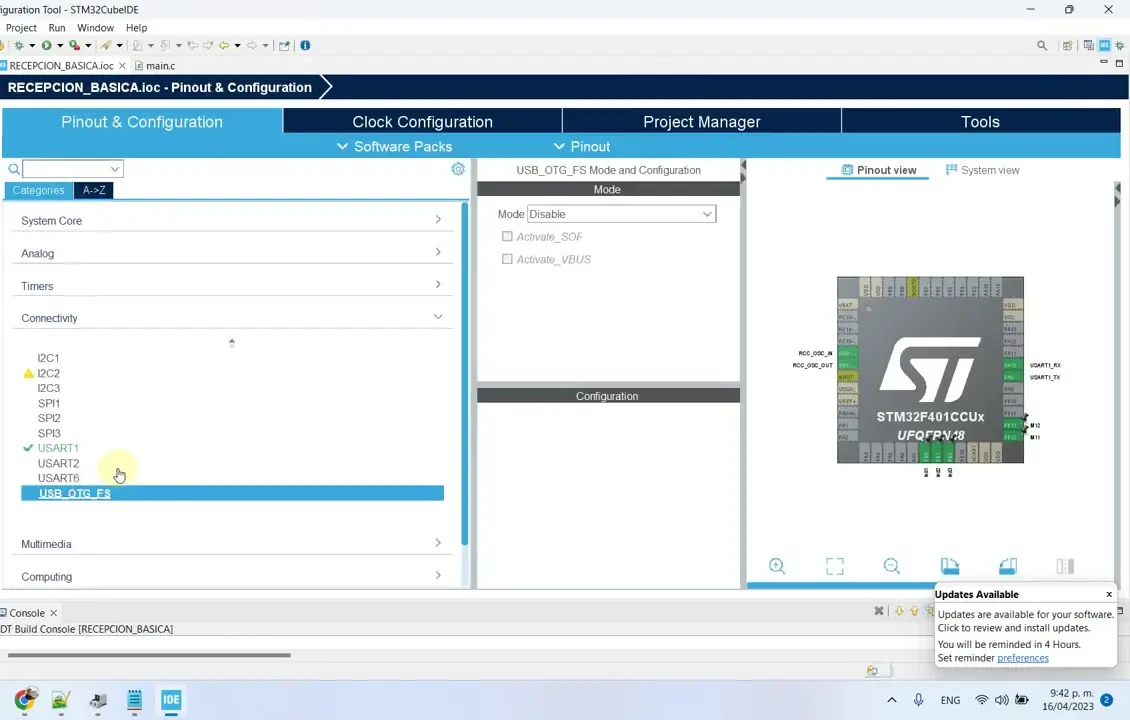 iguration Tool - STM32CubeIDE
Project Run Window Help
RECEPCION_BASICA.ioc main.c
RECEPCION_BASICA.ioc - Pinout & Configuration
Pinout & Configuration Clock Configuration Project Manager Tools
Software Packs Pinout
USB_OTG_FS Mode and Configuration
Pinout view System view
Categories A->Z
Mode
System Core
Mode Disable
Activate_SOF
Analog
Activate_VBUS
Timers
Connectivity
I2C1
I2C2
I2C3
SPI1
SPI2
SPI3
USART1
USART2
USART6
USB_OTG_FS
Multimedia
Computing
Configuration
RCC_OSC_IN
RCC_OSC_OUT
USART1_RX
USART1_TX
STM32F401CCUx
UFQFPN48
M12
M11
Updates Available
Updates are available for your software.
Click to review and install updates.
You will be reminded in 4 Hours.
Set reminder preferences
Console
DT Build Console [RECEPCION_BASICA]
IDE
ENG
9:42 p. m.
16/04/2023
2